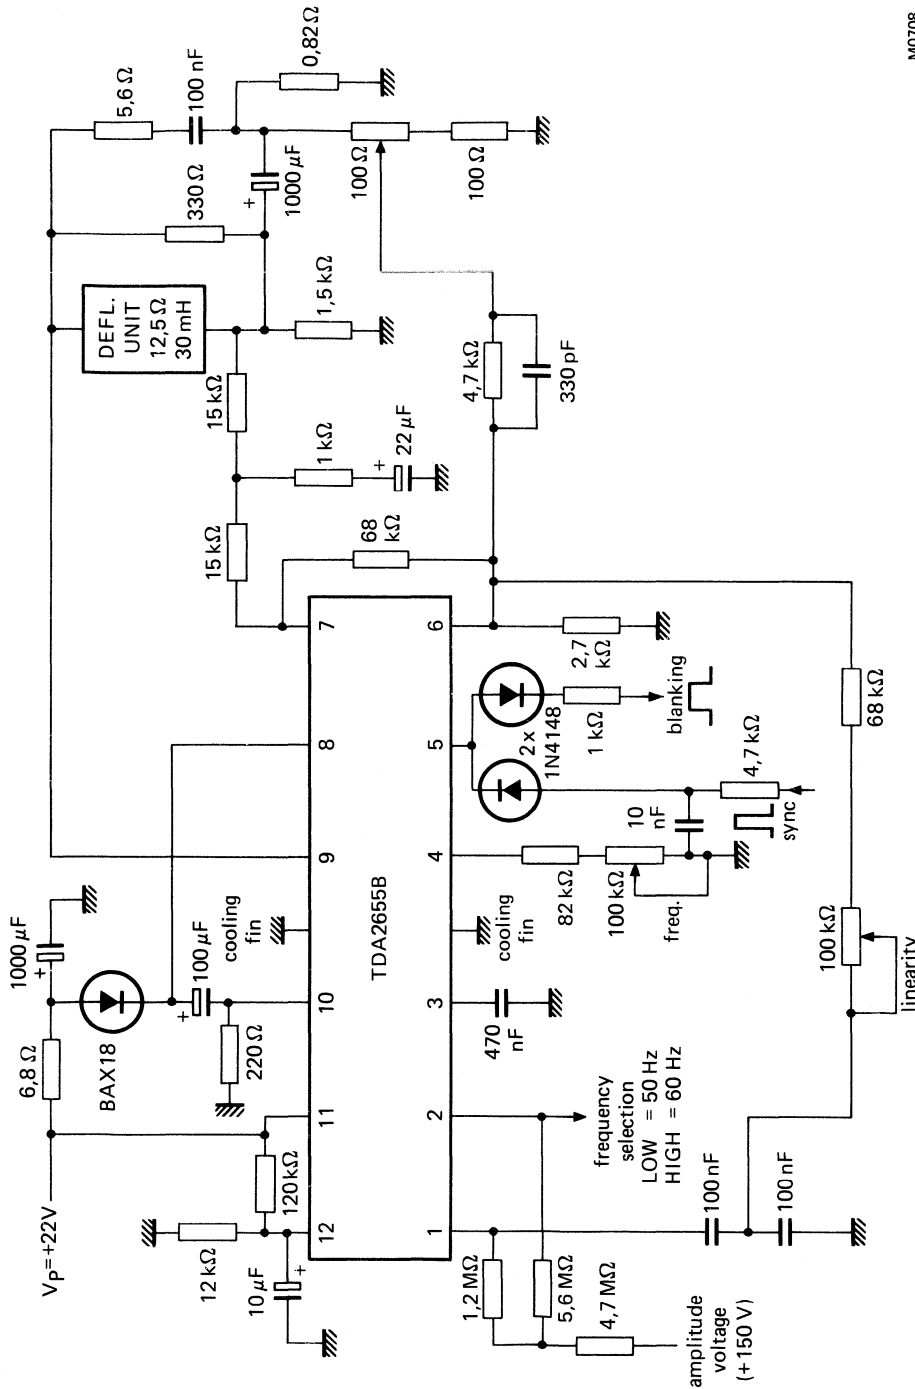 Vp=+22V
6,8 Ω
1000 μF
+
BAX18
+
100 μF
220 Ω
cooling
fin
12 kΩ
120 kΩ
10 μF
+
12
11
10
9
8
7
TDA2655B
1
2
3
4
5
6
15 kΩ
15 kΩ
1 kΩ
+
22 μF
68
kΩ
DEFL.
UNIT
12,5 Ω
30 mH
330 Ω
5,6 Ω
100 nF
0,82 Ω
+
1000 μF
1,5 kΩ
100 Ω
100 Ω
4,7 kΩ
330 pF
2,7
kΩ
blanking
1 kΩ
2x
1N4148
4,7 kΩ
sync
10
nF
82 kΩ
100 kΩ
freq.
cooling
fin
470
nF
frequency
selection
LOW = 50 Hz
HIGH = 60 Hz
1,2 MΩ
5,6 MΩ
4,7 MΩ
amplitude
voltage
(+150 V)
100 nF
100 nF
100 kΩ
linearity
68 kΩ
M0708